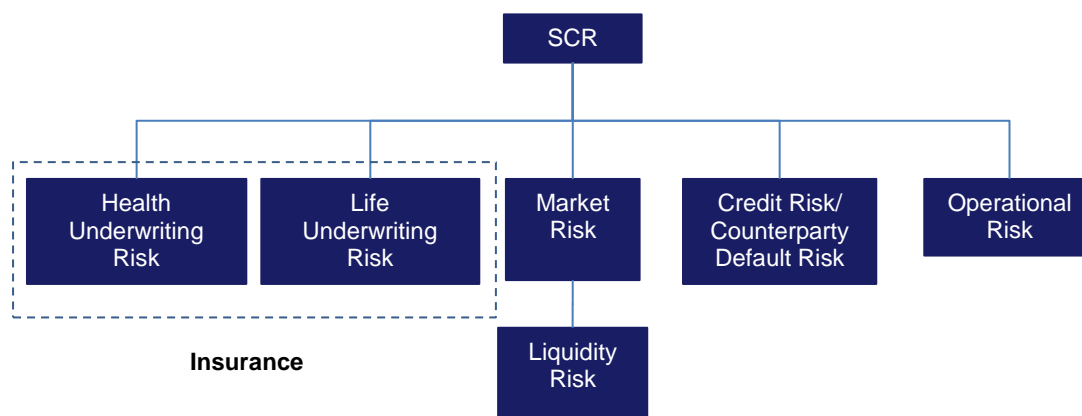 SCR
Health
Underwriting
Risk
Life
Underwriting
Risk
Market
Risk
Credit Risk/
Counterparty
Default Risk
Operational
Risk
Insurance
Liquidity
Risk